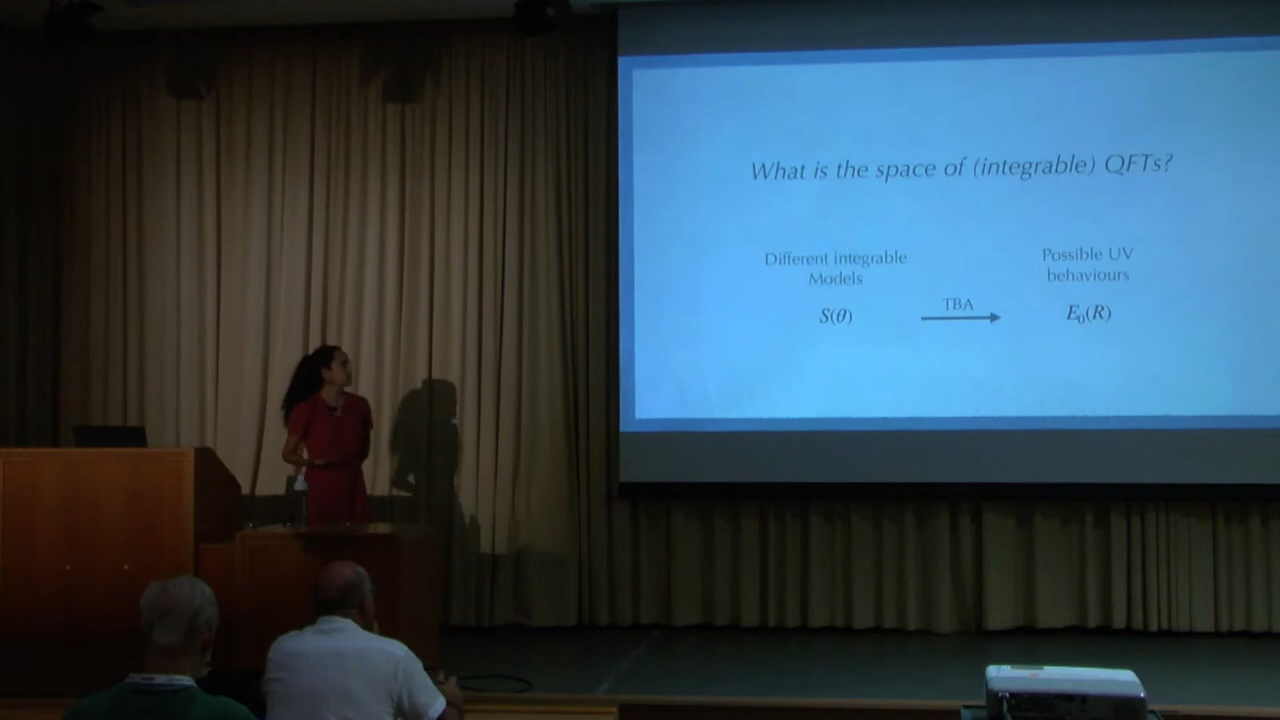 What is the space of (integrable) QFTs?
Different integrable
Models
S(θ)
TBA
Possible UV
behaviours
E₀(R)